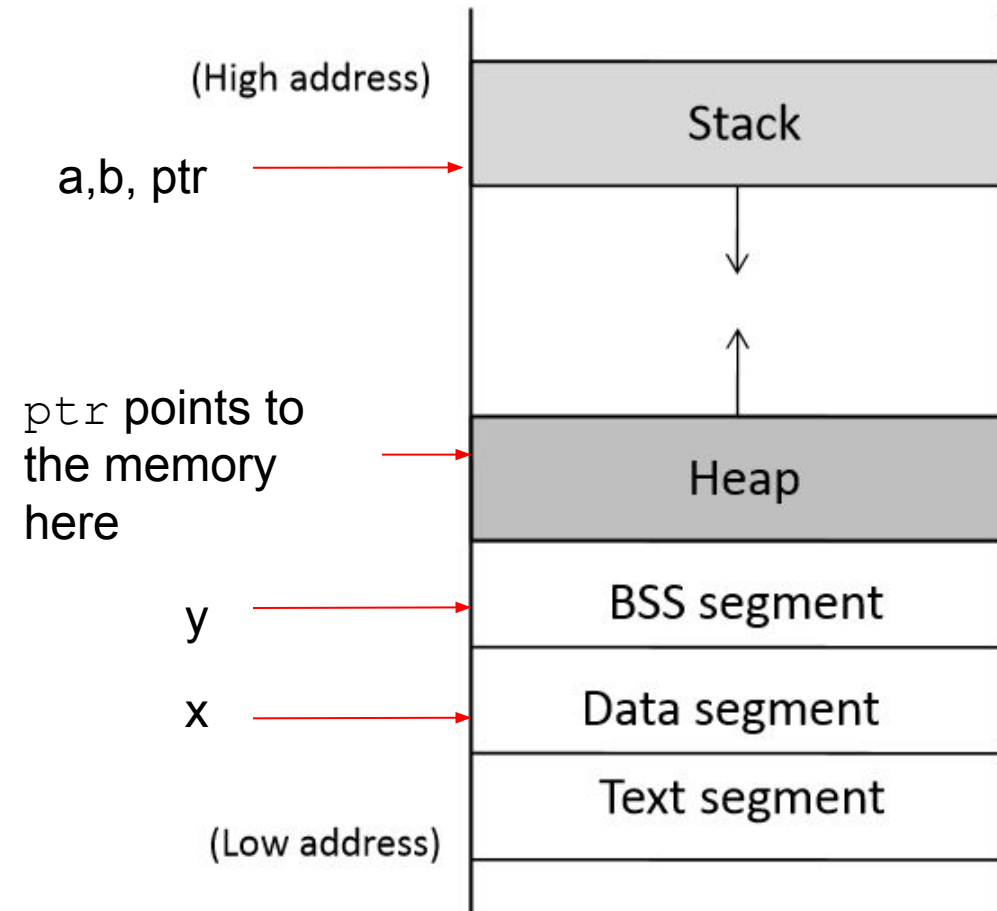 (High address)
Stack
a,b, ptr
ptr points to
the memory
here
Heap
y
BSS segment
x
Data segment
Text segment
(Low address)